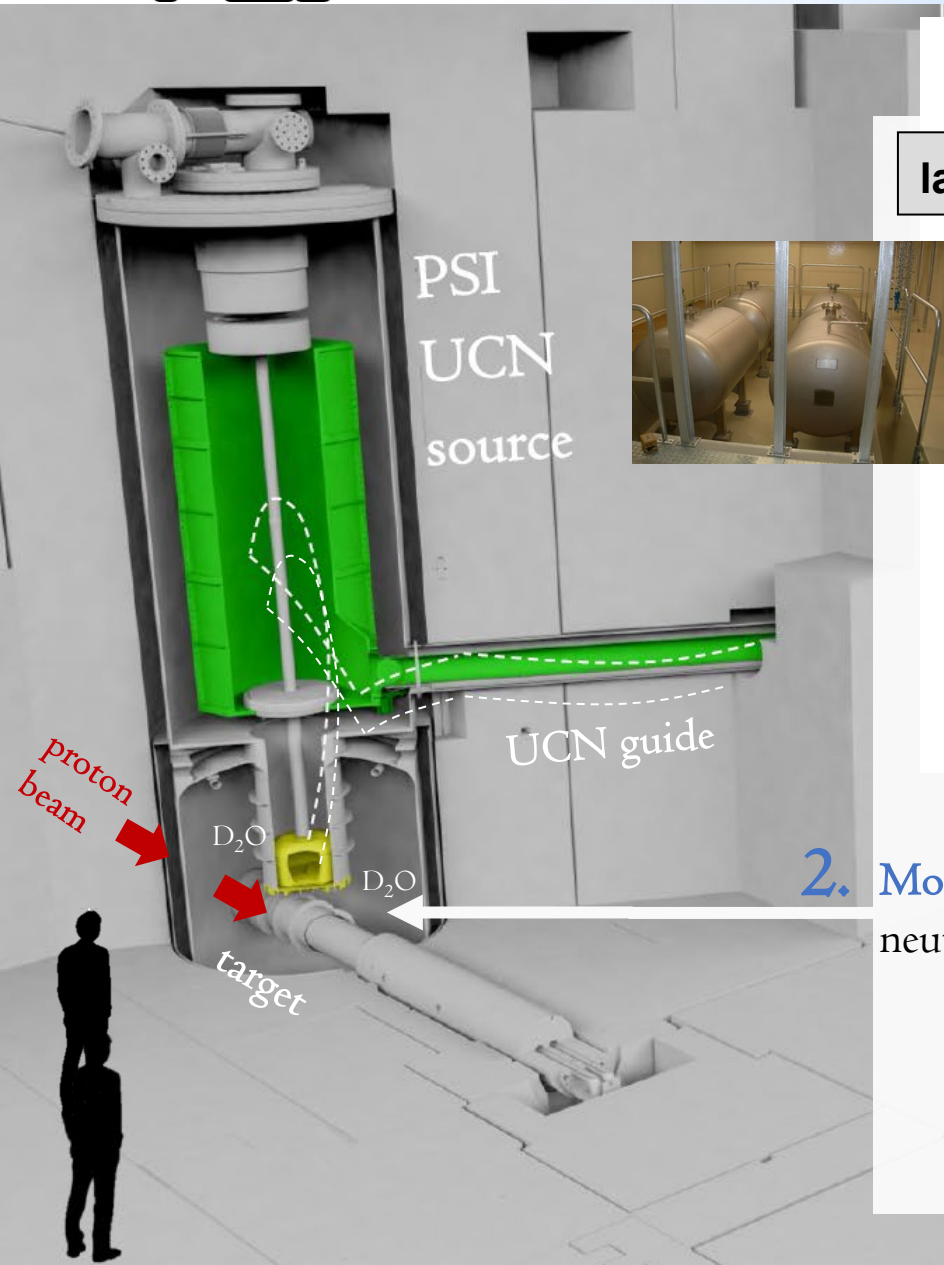 PSI
UCN
source
UCN guide
proton
beam
D₂O
D₂O
target
2.